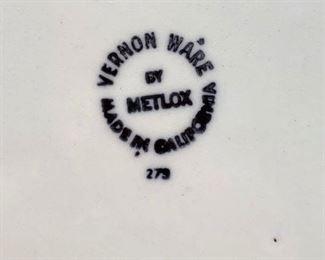 VERNON WARE
BY
METLOX
MADE IN CALIFORNIA
279